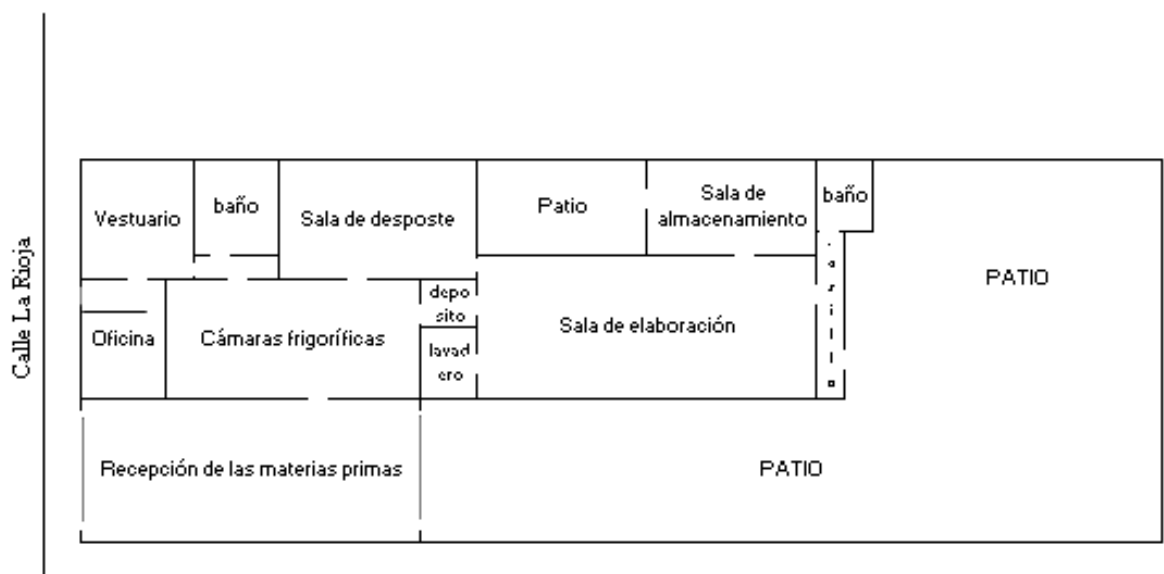 Calle La Rioja
Vestuario
baño
Sala de desposte
Patio
Sala de
almacenamiento
baño
PATIO
Oficina
Cámaras frigoríficas
depo
sito
lavad
ero
Sala de elaboración
Recepción de las materias primas
PATIO